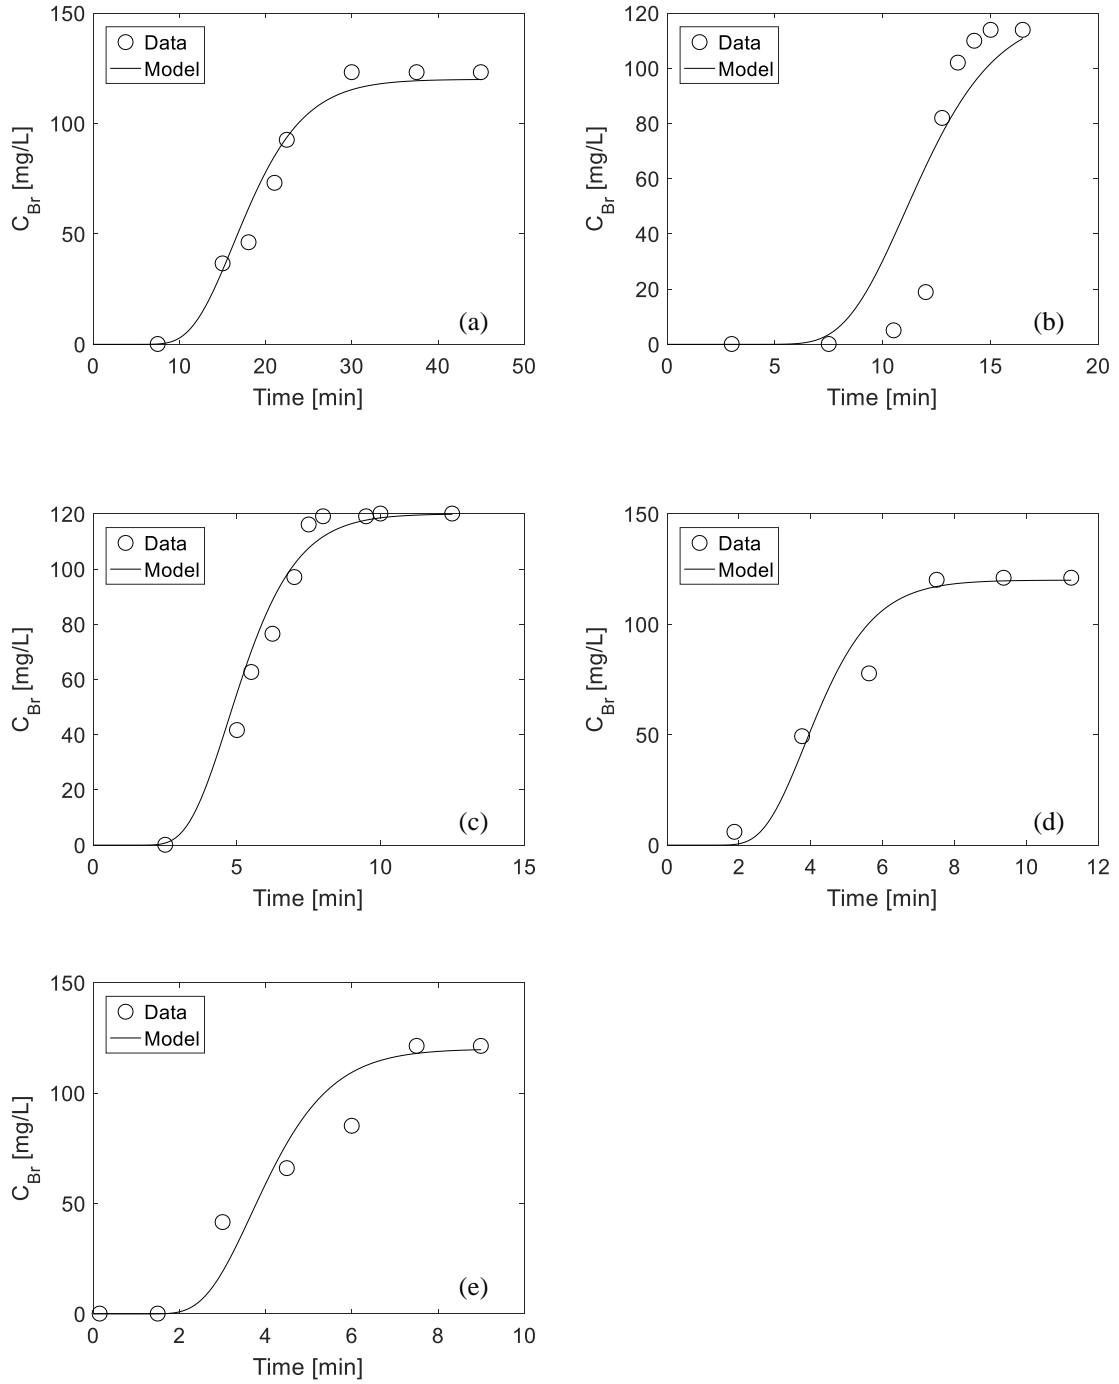 150
100
50
0
C_Br [mg/L]
Data
Model
(a)
0 10 20 30 40 50
Time [min]
120
100
80
60
40
20
0
C_Br [mg/L]
Data
Model
(b)
0 5 10 15 20
Time [min]
120
100
80
60
40
20
0
C_Br [mg/L]
Data
Model
(c)
0 5 10 15
Time [min]
150
100
50
0
C_Br [mg/L]
Data
Model
(d)
0 2 4 6 8 10 12
Time [min]
150
100
50
0
C_Br [mg/L]
Data
Model
(e)
0 2 4 6 8 10
Time [min]